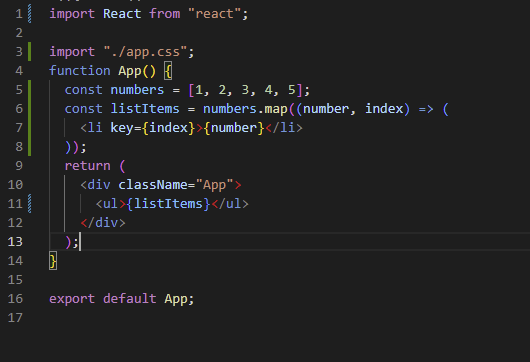 1 import React from "react";
2
3 import "./app.css";
4 function App() {
5 const numbers = [1, 2, 3, 4, 5];
6 const listItems = numbers.map((number, index) => (
7 <li key={index}>{number}</li>
8 ));
9 return (
10 <div className="App">
11 <ul>{listItems}</ul>
12 </div>
13 );
14 }
15
16 export default App;
17